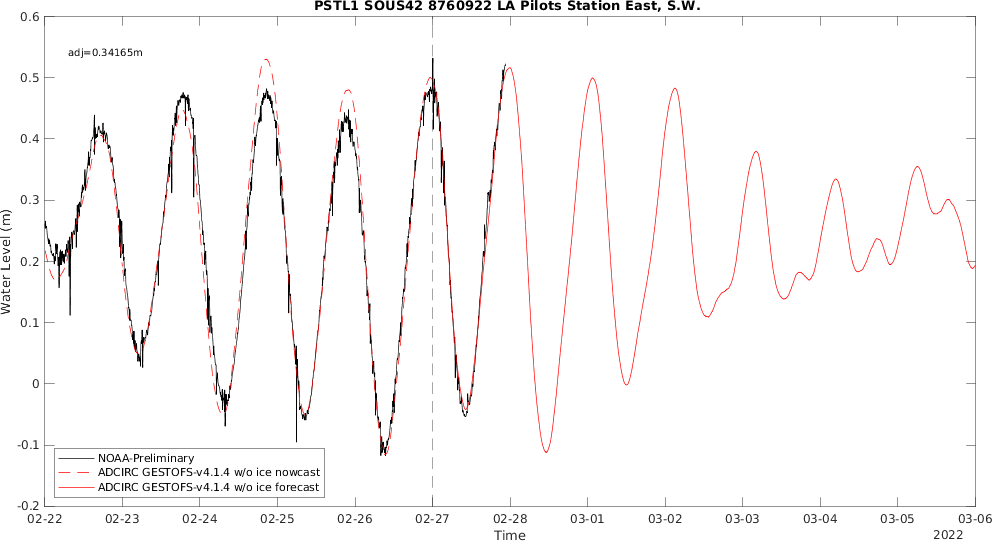 PSTL1 SOUS42 8760922 LA Pilots Station East, S.W.
adj=0.34165m
Water Level (m)
0.6
0.5
0.4
0.3
0.2
0.1
0
-0.1
-0.2
NOAA-Preliminary
ADCIRC GESTOFS-v4.1.4 w/o ice nowcast
ADCIRC GESTOFS-v4.1.4 w/o ice forecast
02-22 02-23 02-24 02-25 02-26 02-27 02-28 03-01 03-02 03-03 03-04 03-05 03-06
Time
2022